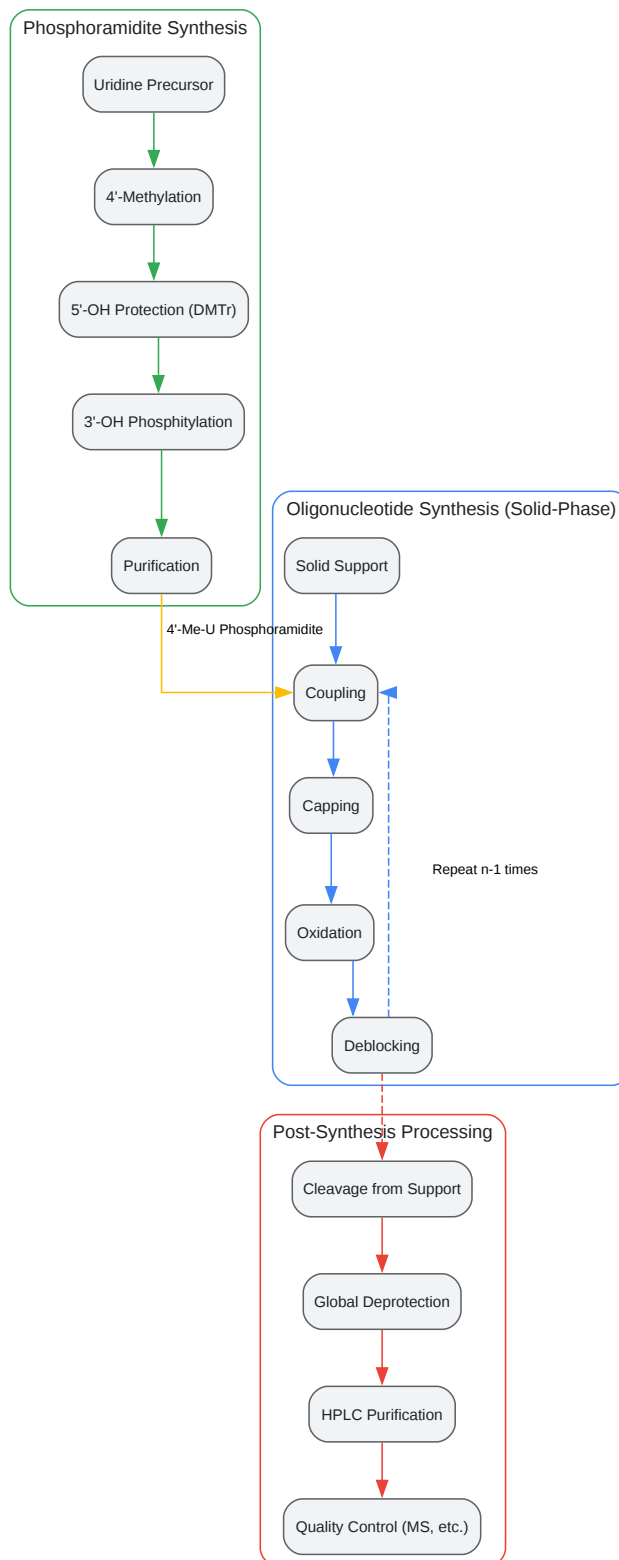 Phosphoramidite Synthesis
Uridine Precursor
4'-Methylation
5'-OH Protection (DMTr)
3'-OH Phosphitylation
Purification
4'-Me-U Phosphoramidite
Oligonucleotide Synthesis (Solid-Phase)
Solid Support
Coupling
Capping
Repeat n-1 times
Oxidation
Deblocking
Post-Synthesis Processing
Cleavage from Support
Global Deprotection
HPLC Purification
Quality Control (MS, etc.)